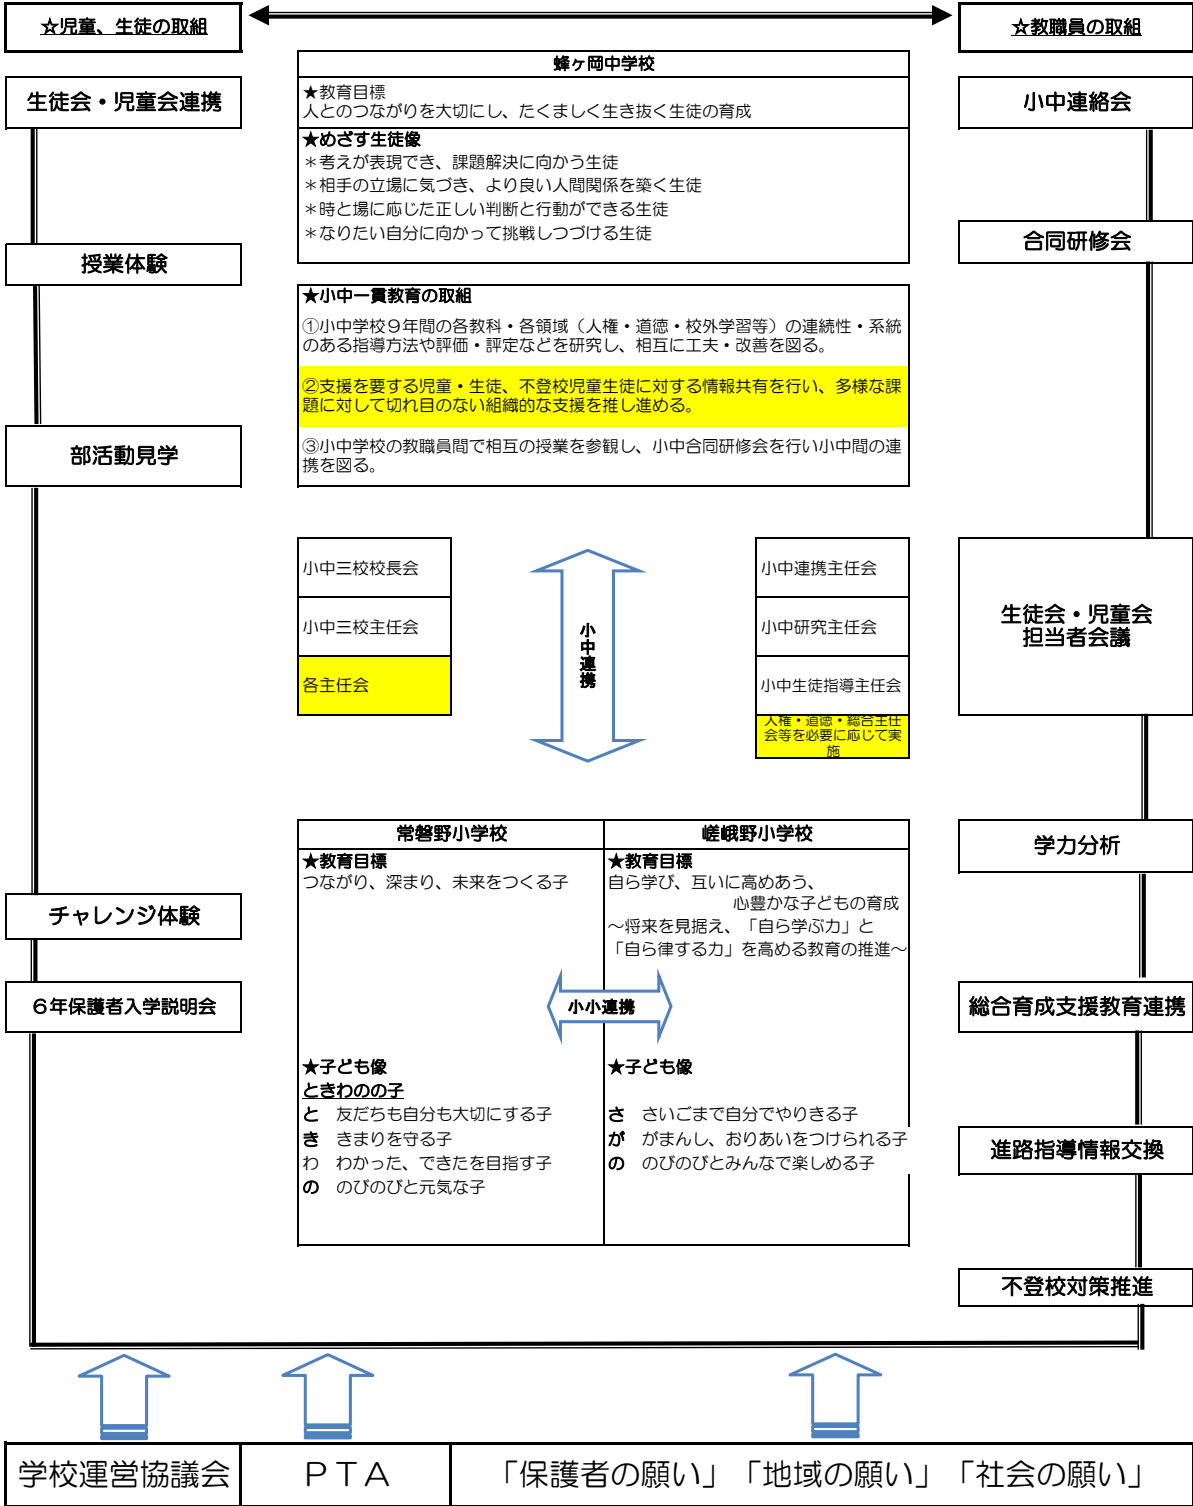 ☆児童、生徒の取組
☆教職員の取組
生徒会・児童会連携
授業体験
部活動見学
チャレンジ体験
６年保護者入学説明会
蜂ヶ岡中学校
★教育目標
人とのつながりを大切にし、たくましく生き抜く生徒の育成
★めざす生徒像
＊考えが表現でき、課題解決に向かう生徒
＊相手の立場に気づき、より良い人間関係を築く生徒
＊時と場に応じた正しい判断と行動ができる生徒
＊なりたい自分に向かって挑戦しつづける生徒
★小中一貫教育の取組
①小中学校９年間の各教科・各領域（人権・道徳・校外学習等）の連続性・系統
のある指導方法や評価・評定などを研究し、相互に工夫・改善を図る。
②支援を要する児童・生徒、不登校児童生徒に対する情報共有を行い、多様な課
題に対して切れ目のない組織的な支援を推し進める。
③小中学校の教職員間で相互の授業を参観し、小中合同研修会を行い小中間の連
携を図る。
小中三校校長会
小中三校主任会
各主任会
小中連携
小中連携主任会
小中研究主任会
小中生徒指導主任会
人権・道徳・総合主任
会等を必要に応じて実
施
常磐野小学校
★教育目標
つながり、深まり、未来をつくる子
嵯峨野小学校
★教育目標
自ら学び、互いに高めあう、
心豊かな子どもの育成
～将来を見据え、「自ら学ぶ力」と
「自ら律する力」を高める教育の推進～
小小連携
★子ども像
ときわのの子
と　友だちも自分も大切にする子
き　きまりを守る子
わ　わかった、できたを目指す子
の　のびのびと元気な子
★子ども像
さ　さいごまで自分でやりきる子
が　がまんし、おりあいをつけられる子
の　のびのびとみんなで楽しめる子
小中連絡会
合同研修会
生徒会・児童会
担当者会議
学力分析
総合育成支援教育連携
進路指導情報交換
不登校対策推進
学校運営協議会
ＰＴＡ
「保護者の願い」「地域の願い」「社会の願い」